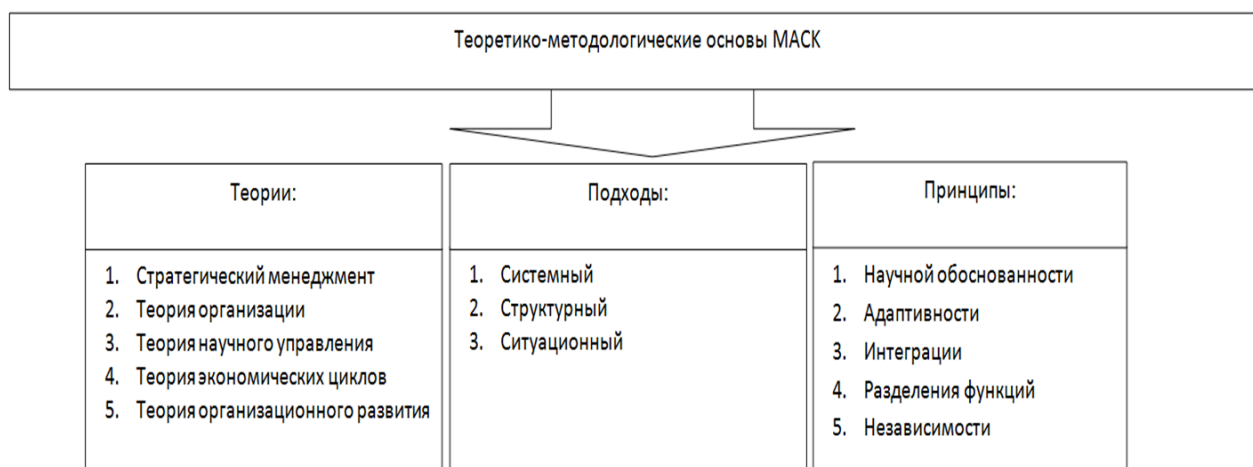 Теоретико-методологические основы МАСК
Теории:
1. Стратегический менеджмент
2. Теория организации
3. Теория научного управления
4. Теория экономических циклов
5. Теория организационного развития
Подходы:
1. Системный
2. Структурный
3. Ситуационный
Принципы:
1. Научной обоснованности
2. Адаптивности
3. Интеграции
4. Разделения функций
5. Независимости